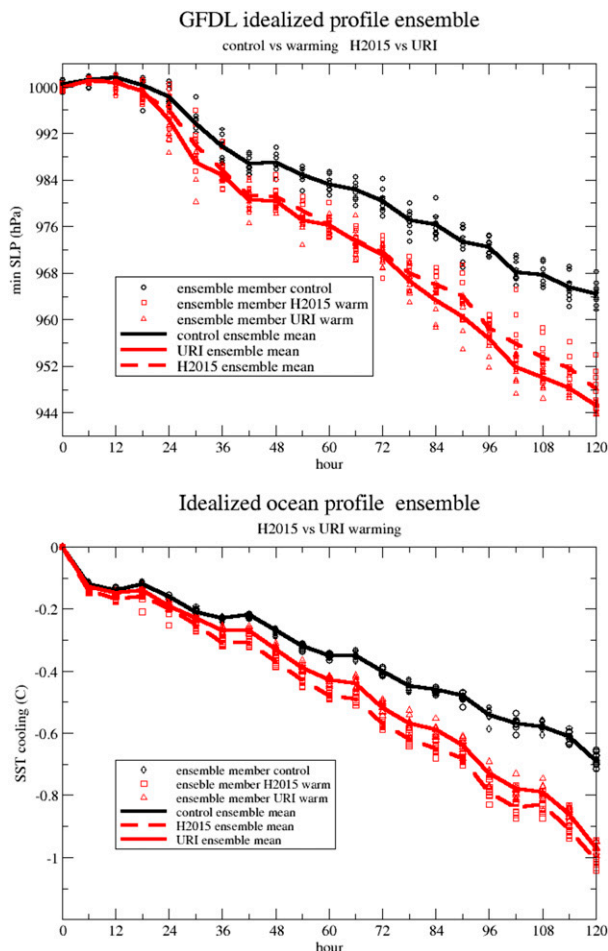 GFDL idealized profile ensemble
control vs warming H2015 vs URI
1000
992
984
976
968
960
952
944
min SLP (hPa)
ensemble member control
ensemble member H2015 warm
ensemble member URI warm
control ensemble mean
URI ensemble mean
H2015 ensemble mean
0 12 24 36 48 60 72 84 96 108 120
hour
Idealized ocean profile ensemble
H2015 vs URI warming
0
-0.2
-0.4
-0.6
-0.8
-1
SST cooling (C)
ensemble member control
enseble member H2015 warm
ensemble member URI warm
control ensemble mean
H2015 ensemble mean
URI ensemble mean
0 12 24 36 48 60 72 84 96 108 120
hour